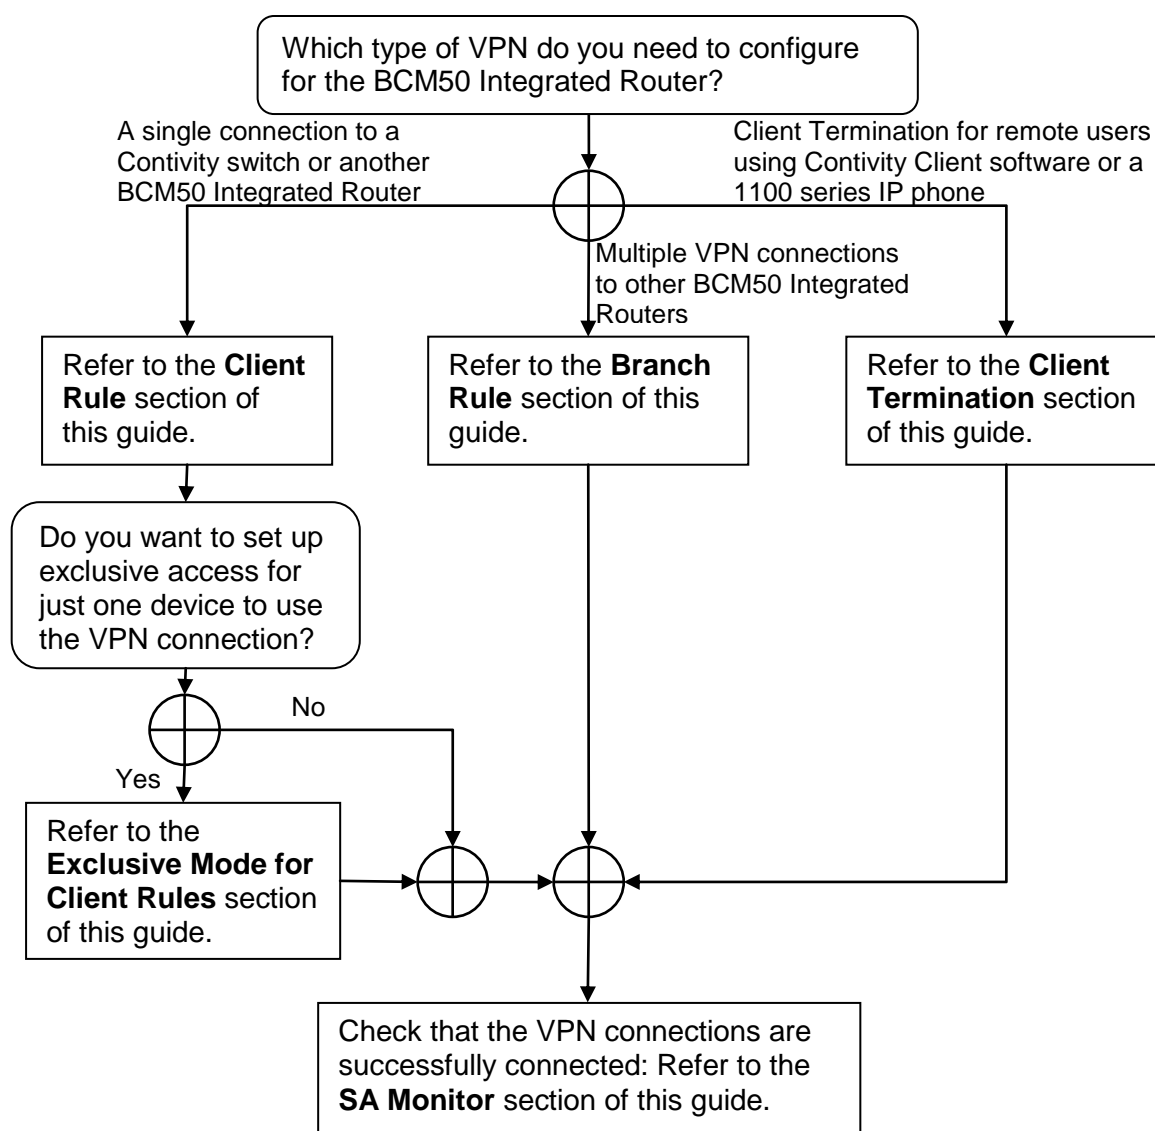 Which type of VPN do you need to configure
for the BCM50 Integrated Router?
A single connection to a
Contivity switch or another
BCM50 Integrated Router
Client Termination for remote users
using Contivity Client software or a
1100 series IP phone
Multiple VPN connections
to other BCM50 Integrated
Routers
Refer to the Client
Rule section of
this guide.
Refer to the Branch
Rule section of this
guide.
Refer to the Client
Termination section
of this guide.
Do you want to set up
exclusive access for
just one device to use
the VPN connection?
No
Yes
Refer to the
Exclusive Mode for
Client Rules section
of this guide.
Check that the VPN connections are
successfully connected: Refer to the
SA Monitor section of this guide.